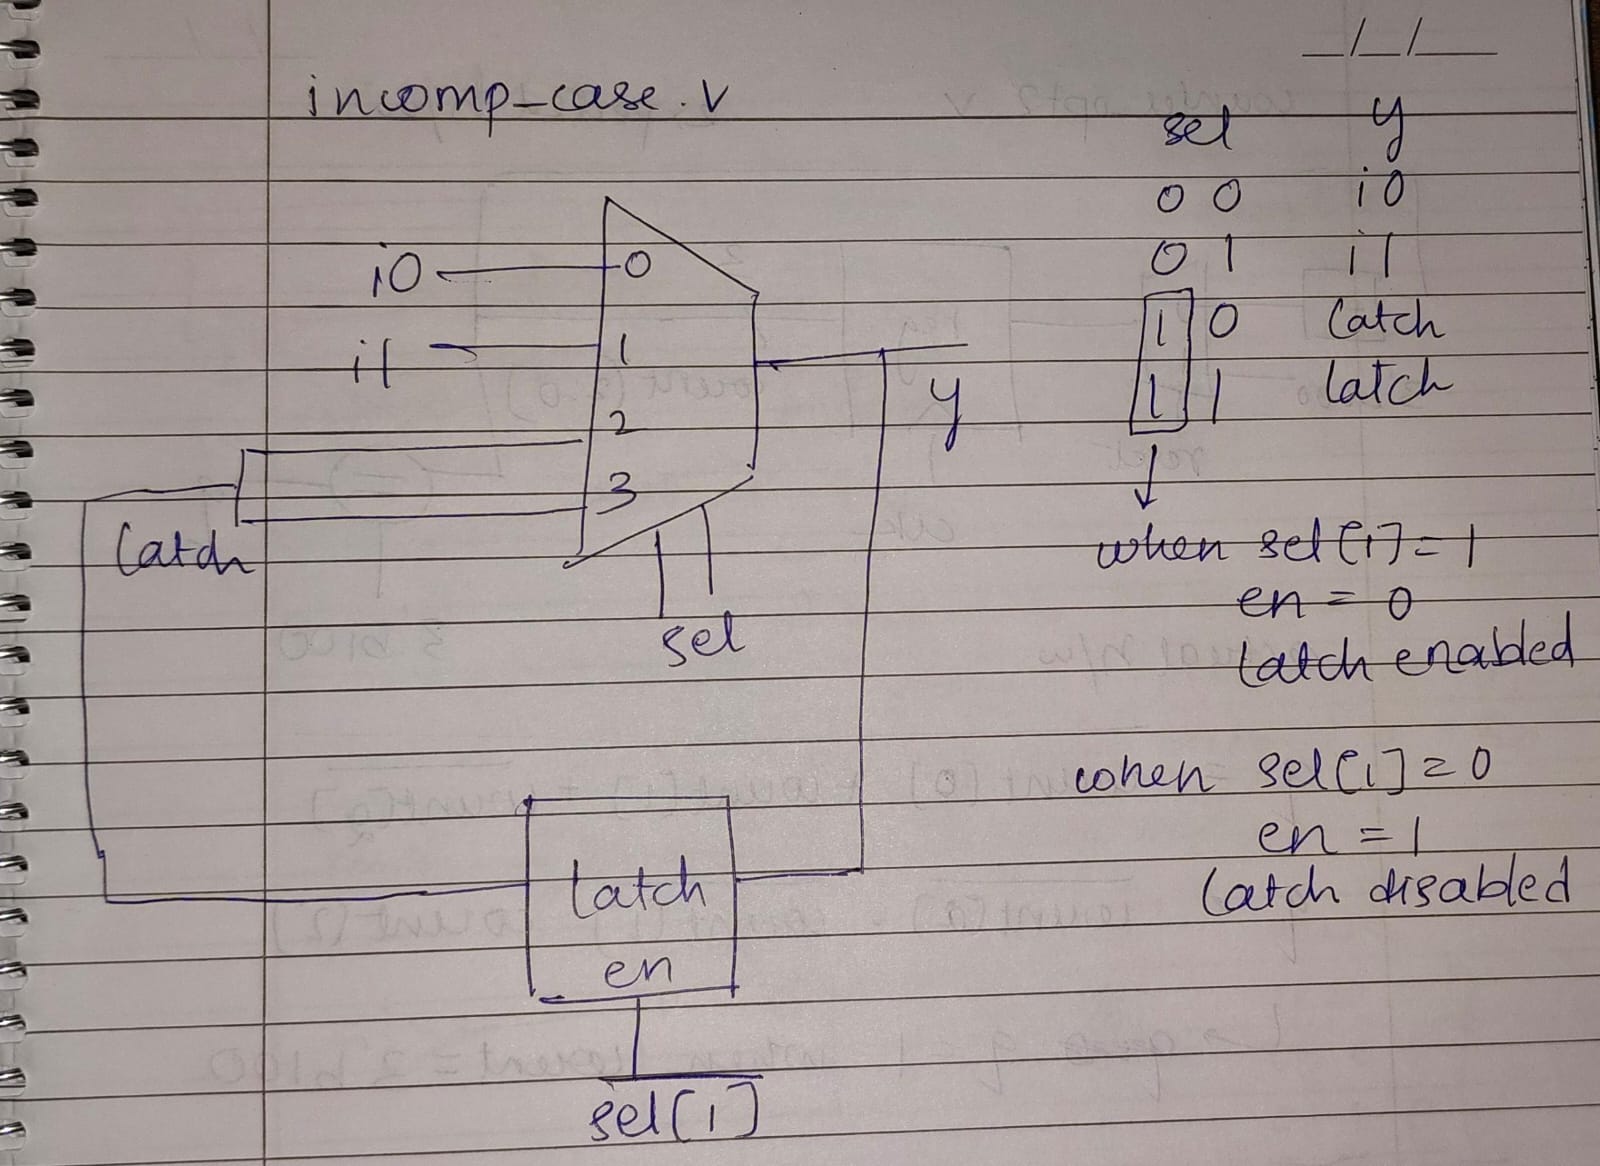 _/_/__
incomp_case.v
sel y
0 0 i0
0 1 i1
1 0 latch
1 1 latch
i0 0
i1 1
2
3
y
Latch
sel
when sel[1]=1
en = 0
latch enabled
when sel[1]=0
en =1
latch disabled
latch
en
sel[1]